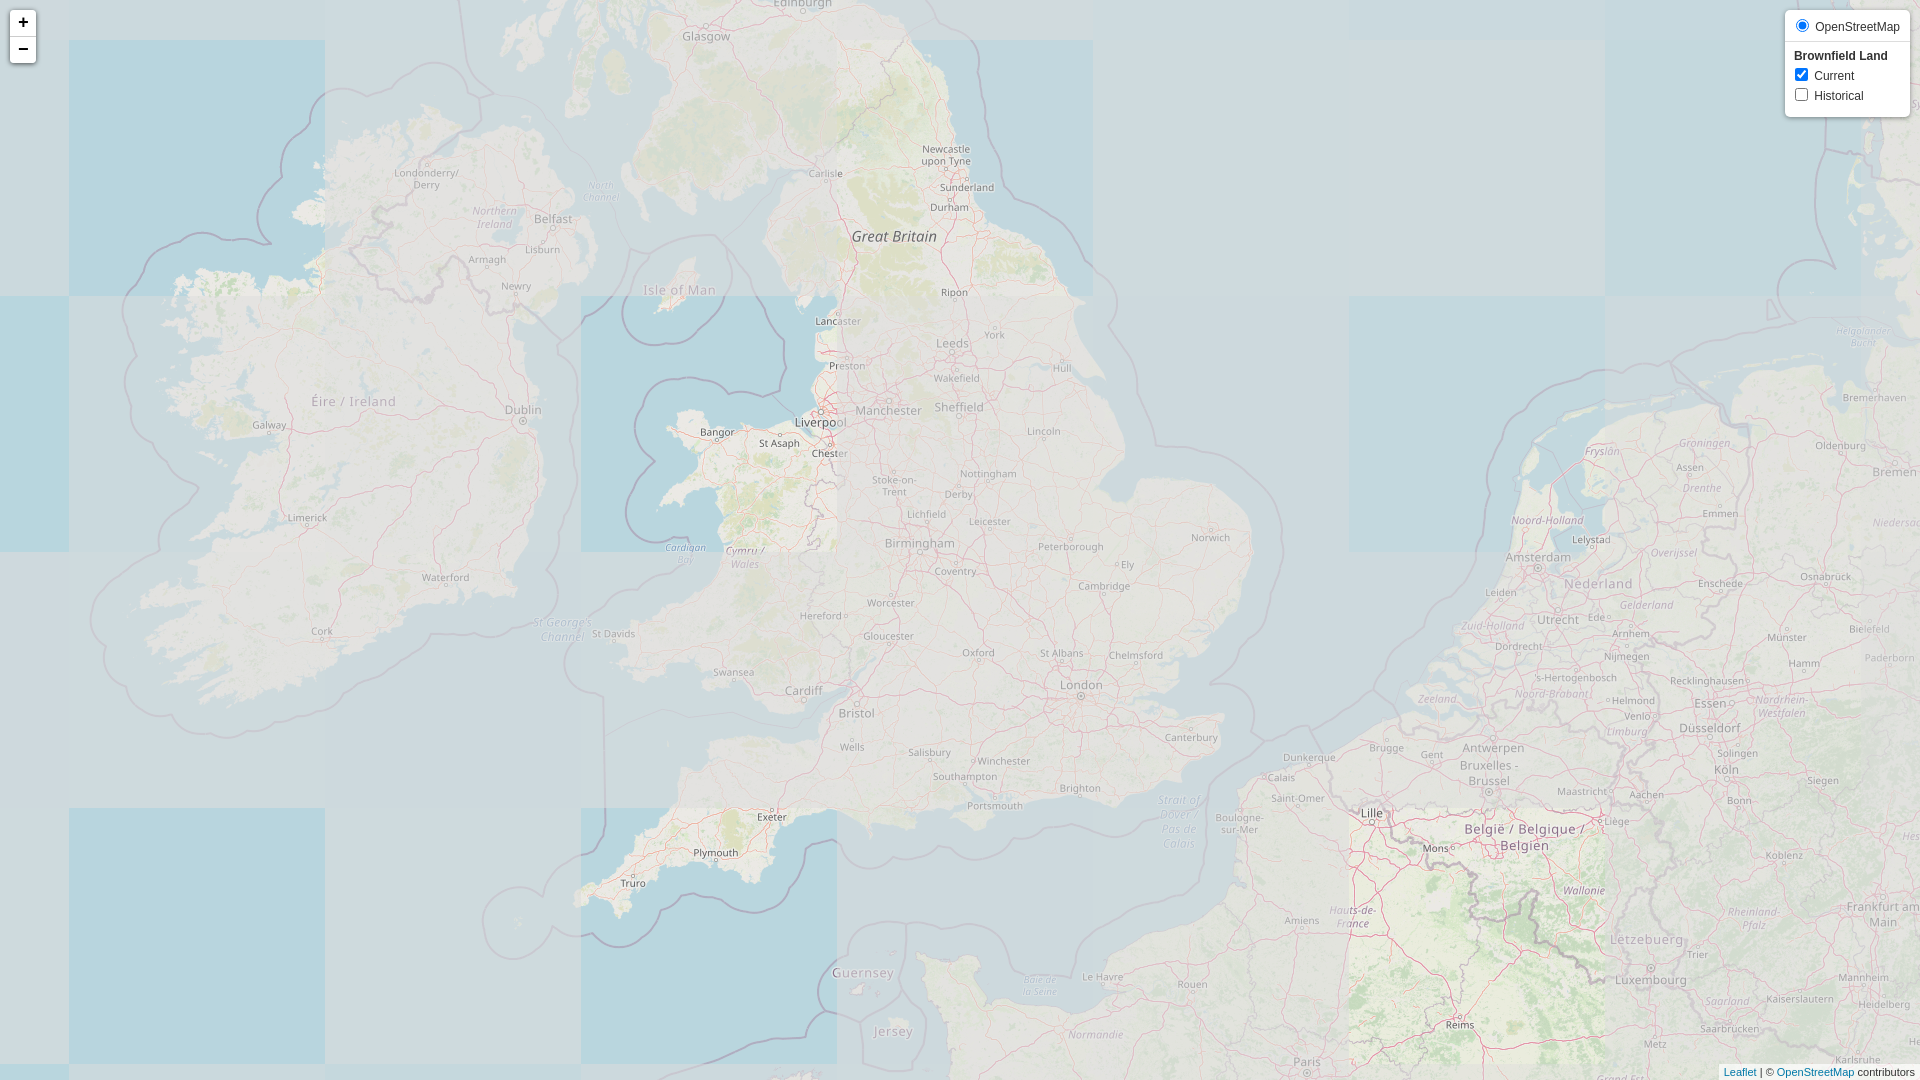 +
−
OpenStreetMap
Brownfield Land
Current
Historical
Edinburgh
Glasgow
Newcastle
upon Tyne
Londonderry/
Derry
Carlisle
North
Channel
Sunderland
Durham
Northern
Ireland
Belfast
Great Britain
Lisburn
Armagh
Newry
Isle of Man
Ripon
Lancaster
York
Leeds
Helgoländer
Bucht
Preston
Hull
Wakefield
Éire / Ireland
Dublin
Manchester
Sheffield
Bremerhaven
Galway
Liverpool
Bangor
Lincoln
St Asaph
Groningen
Oldenburg
Chester
Fryslân
Assen
Bremen
Stoke-on-
Trent
Nottingham
Derby
Drenthe
Limerick
Lichfield
Leicester
Noord-Holland
Emmen
Birmingham
Norwich
Lelystad
Cardigan
Bay
Cymru /
Wales
Peterborough
Amsterdam
Overijssel
Waterford
Coventry
Ely
Cambridge
Nederland
Enschede
Osnabrück
Leiden
Worcester
Hereford
Gelderland
St George's
Channel
Cork
St Davids
Gloucester
Zuid-Holland
Utrecht
Ede
Arnhem
Münster
Bielefeld
Oxford
St Albans
Chelmsford
Dordrecht
Nijmegen
Hamm
Paderborn
Swansea
London
's-Hertogenbosch
Recklinghausen
Cardiff
Zeeland
Noord-Brabant
Helmond
Nordrhein-
Westfalen
Bristol
Essen
Venlo
Düsseldorf
Limburg
Canterbury
Wells
Salisbury
Winchester
Brugge
Gent
Antwerpen
Dunkerque
Bruxelles -
Brussel
Solingen
Köln
Southampton
Calais
Siegen
Brighton
Maastricht
Aachen
Saint-Omer
Bonn
Portsmouth
Strait of
Dover /
Pas de
Calais
Exeter
Boulogne-
sur-Mer
Lille
Liège
België / Belgique /
Belgien
Plymouth
Mons
Koblenz
Truro
Wallonie
Hauts-de-
France
Amiens
Rheinland-
Pfalz
Frankfurt am
Main
Lëtzebuerg
Trier
Guernsey
Le Havre
Baie de
la Seine
Rouen
Luxembourg
Mannheim
Saarland
Kaiserslautern
Heidelberg
Reims
Saarbrücken
Jersey
Normandie
Metz
Paris
Karlsruhe
Grand Est
Leaflet | © OpenStreetMap contributors